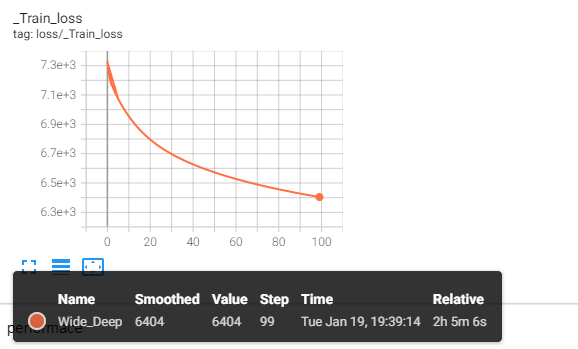 _Train_loss
tag: loss/_Train_loss
7.3e+3
7.1e+3
6.9e+3
6.7e+3
6.5e+3
6.3e+3
0 20 40 60 80 100
Name Smoothed Value Step Time Relative
Wide_Deep 6404 6404 99 Tue Jan 19, 19:39:14 2h 5m 6s
performace